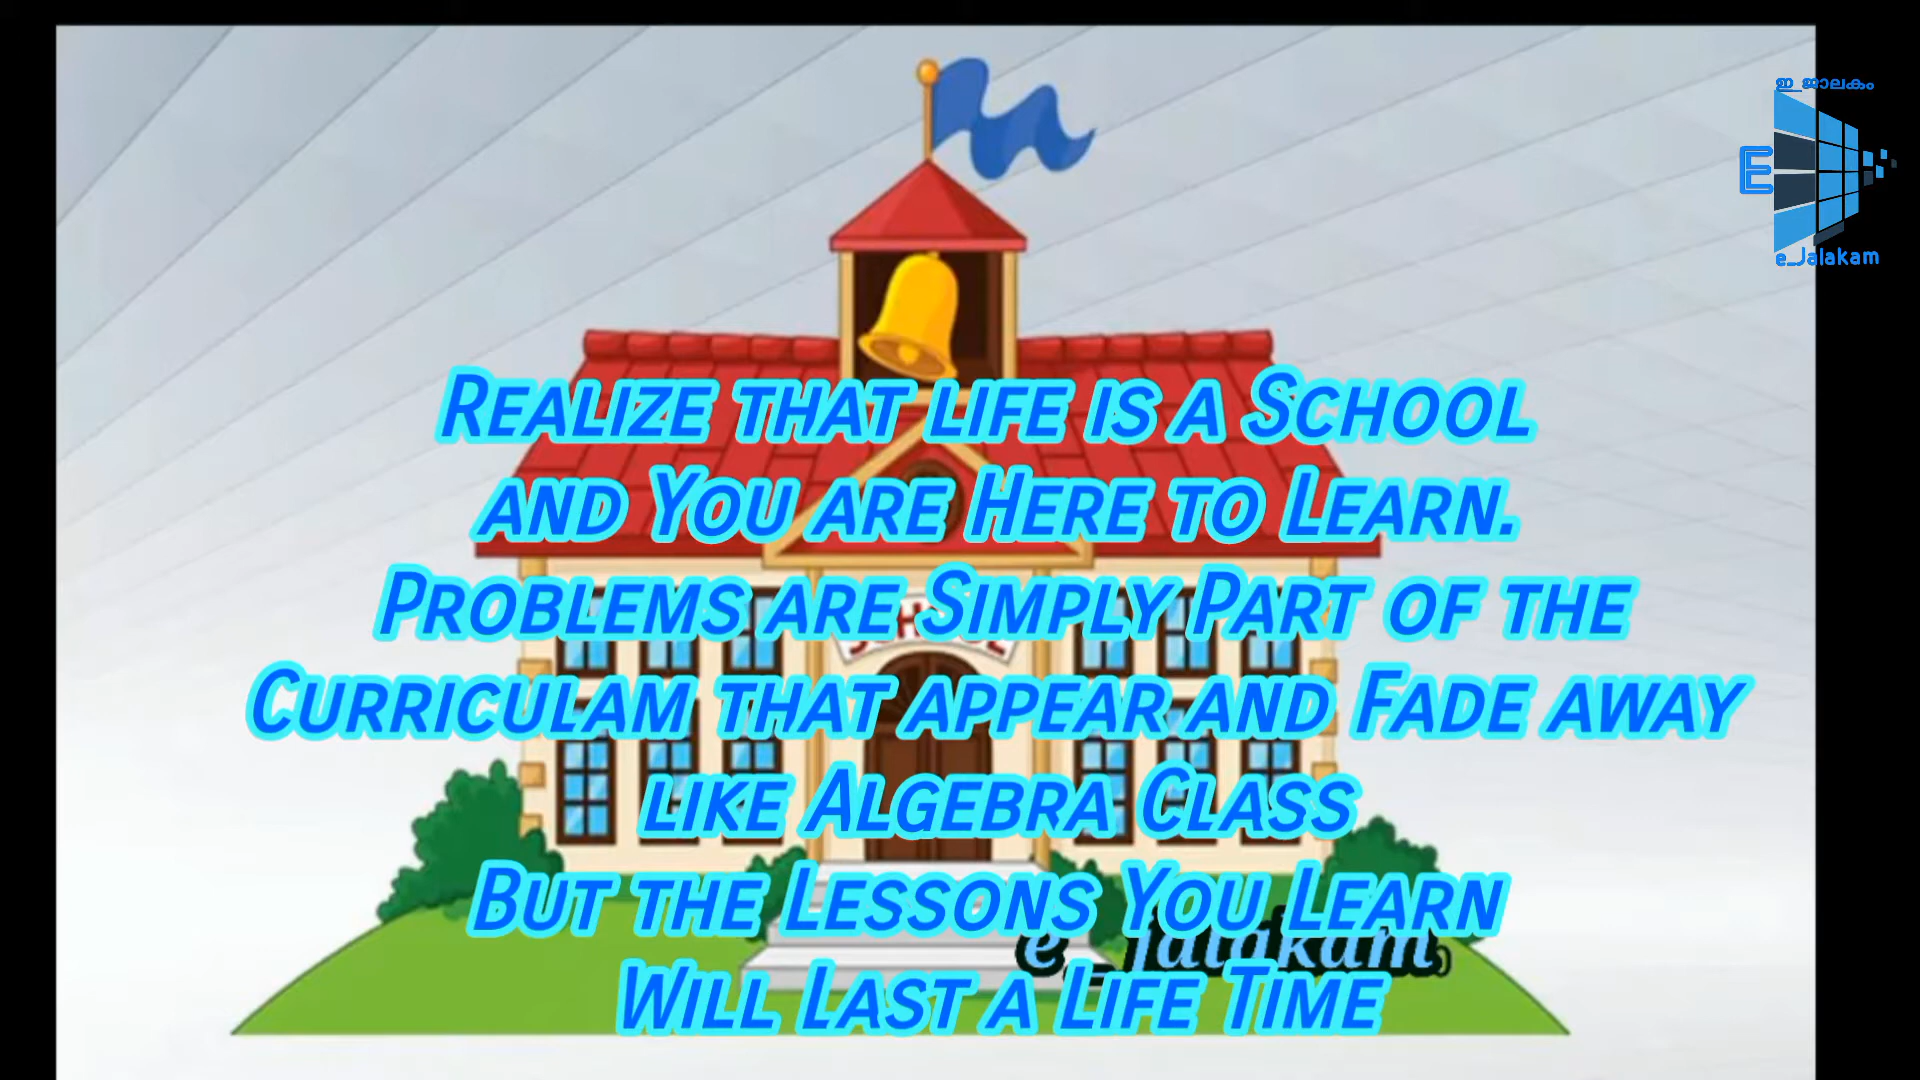 ഇ_ജാലകം
E
e_Jalakam
Realize that life is a School
and You are Here to Learn.
Problems are Simply Part of the
Curriculam that appear and Fade away
like Algebra Class
But the Lessons You Learn
e_jalakam
Will Last a Life Time